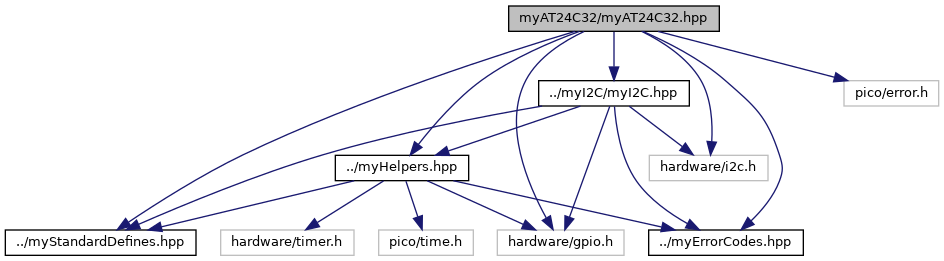 myAT24C32/myAT24C32.hpp
../myI2C/myI2C.hpp
pico/error.h
../myHelpers.hpp
hardware/i2c.h
../myStandardDefines.hpp
hardware/timer.h
pico/time.h
hardware/gpio.h
../myErrorCodes.hpp